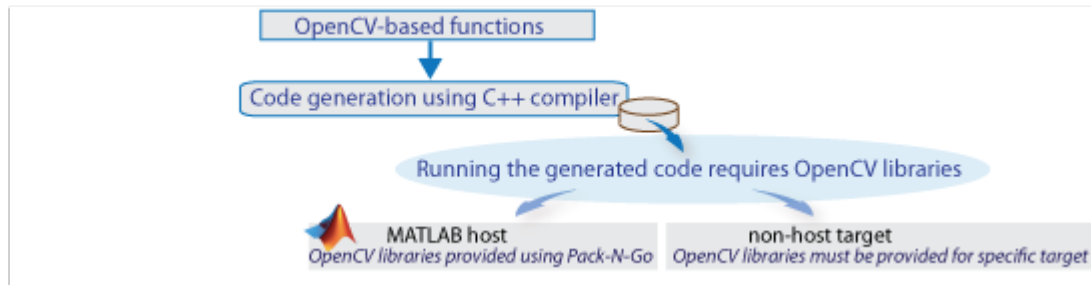 OpenCV-based functions
Code generation using C++ compiler
Running the generated code requires OpenCV libraries
MATLAB host
OpenCV libraries provided using Pack-N-Go
non-host target
OpenCV libraries must be provided for specific target